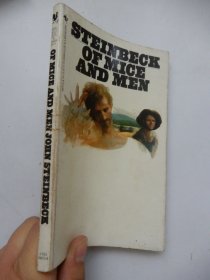 STEINBECK
OF MICE
AND MEN
OF MICE AND MEN JOHN STEINBECK